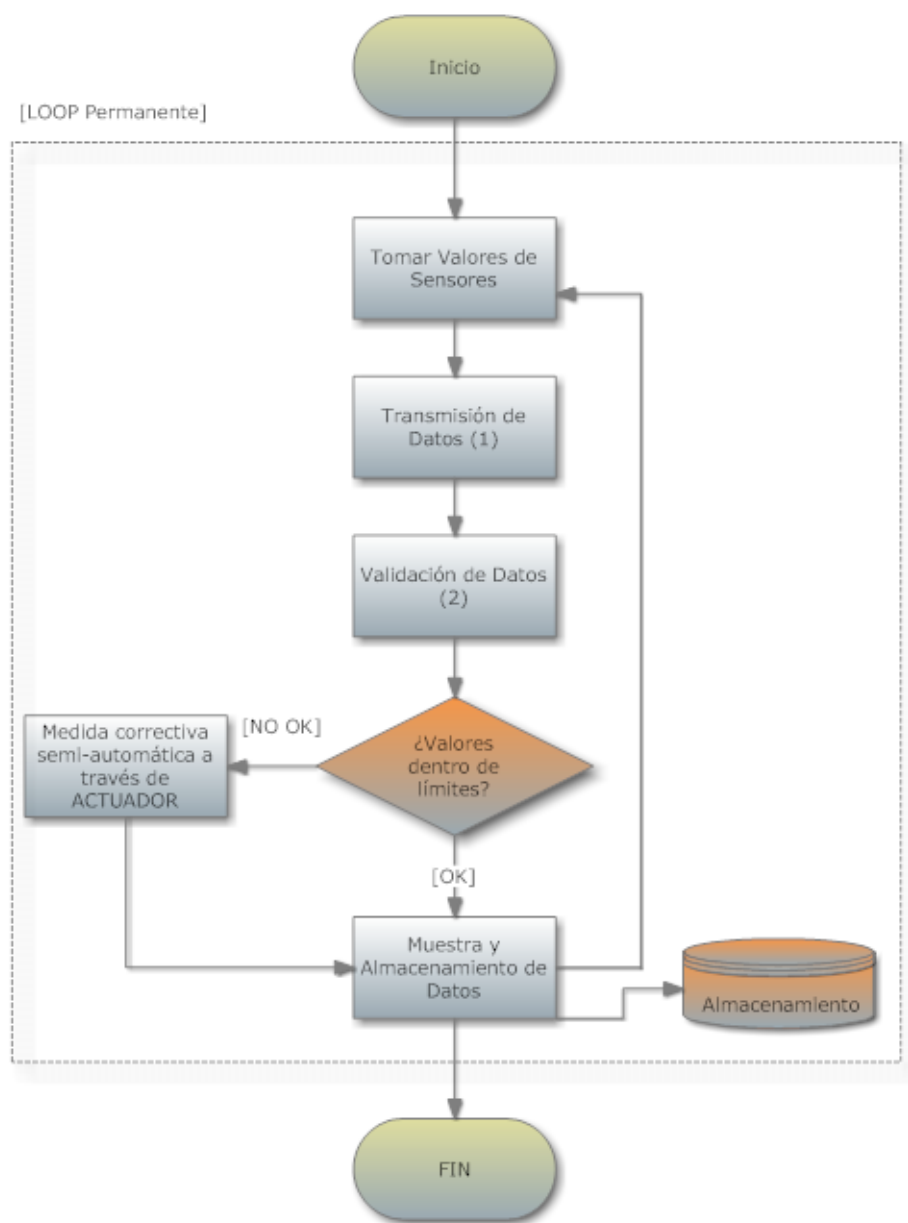 Inicio
[LOOP Permanente]
Tomar Valores de
Sensores
Transmisión de
Datos (1)
Validación de Datos
(2)
¿Valores
dentro de
límites?
[NO OK]
Medida correctiva
semi-automática a
través de
ACTUADOR
[OK]
Muestra y
Almacenamiento de
Datos
Almacenamiento
FIN